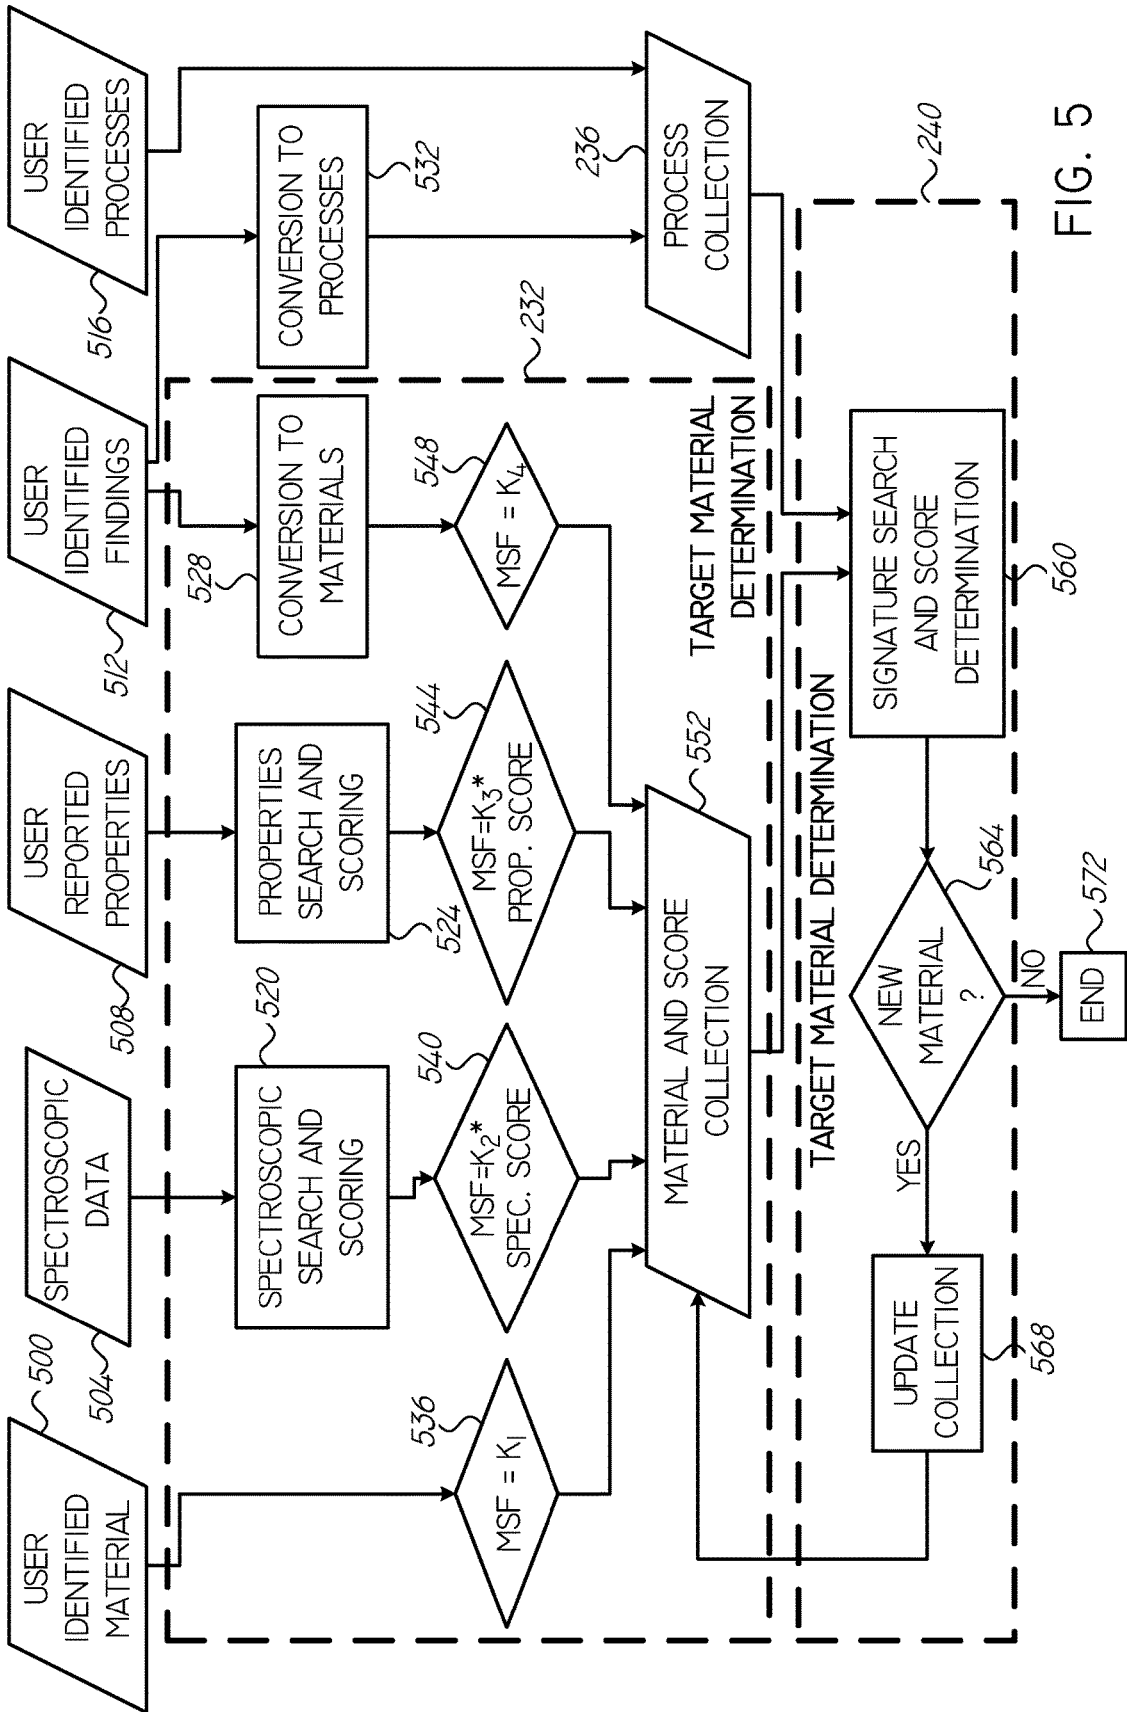 USER
IDENTIFIED
MATERIAL
500
SPECTROSCOPIC
DATA
504
USER
REPORTED
PROPERTIES
508
USER
IDENTIFIED
FINDINGS
512
USER
IDENTIFIED
PROCESSES
516
SPECTROSCOPIC
SEARCH AND
SCORING
520
PROPERTIES
SEARCH AND
SCORING
524
CONVERSION TO
MATERIALS
528
CONVERSION TO
PROCESSES
532
232
MSF = K₁
536
MSF=K₂*
SPEC. SCORE
540
MSF=K₃*
PROP. SCORE
544
MSF = K₄
548
MATERIAL AND SCORE
COLLECTION
552
TARGET MATERIAL
DETERMINATION
PROCESS
COLLECTION
236
TARGET MATERIAL DETERMINATION
240
UPDATE
COLLECTION
568
YES
NEW
MATERIAL
?
564
NO
SIGNATURE SEARCH
AND SCORE
DETERMINATION
560
END
572
FIG. 5